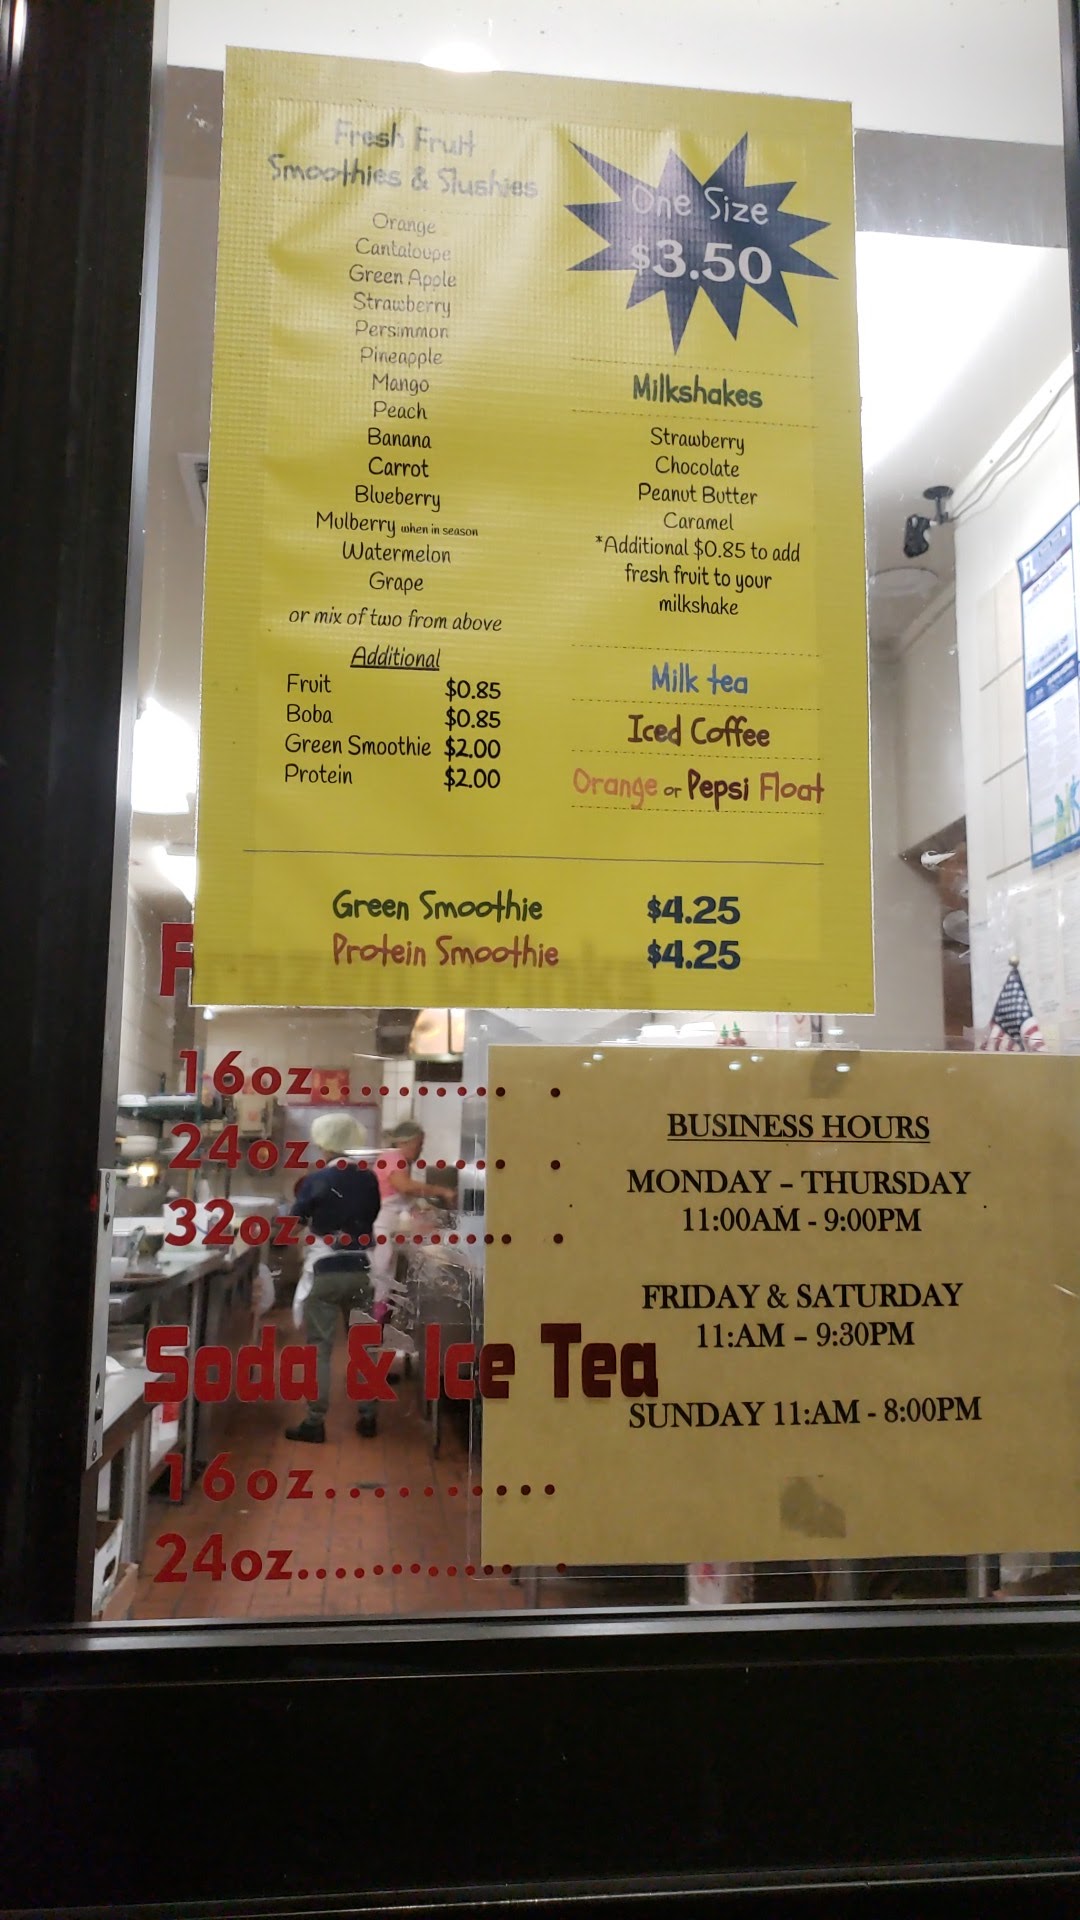 Fresh Fruit
Smoothies & Slushies
Orange
Cantaloupe
Green Apple
Strawberry
Persimmon
Pineapple
Mango
Peach
Banana
Carrot
Blueberry
Mulberry when in season
Watermelon
Grape
or mix of two from above
Additional
Fruit $0.85
Boba $0.85
Green Smoothie $2.00
Protein $2.00
One Size
$3.50
Milkshakes
Strawberry
Chocolate
Peanut Butter
Caramel
*Additional $0.85 to add
fresh fruit to your
milkshake
Milk tea
Iced Coffee
Orange or Pepsi Float
Green Smoothie $4.25
Protein Smoothie $4.25
Frozen Drinks
16oz.......... .
24oz.......... .
32oz........... .
Soda & Ice Tea
16oz..........
24oz........... .
BUSINESS HOURS
MONDAY - THURSDAY
11:00AM - 9:00PM
FRIDAY & SATURDAY
11:AM - 9:30PM
SUNDAY 11:AM - 8:00PM